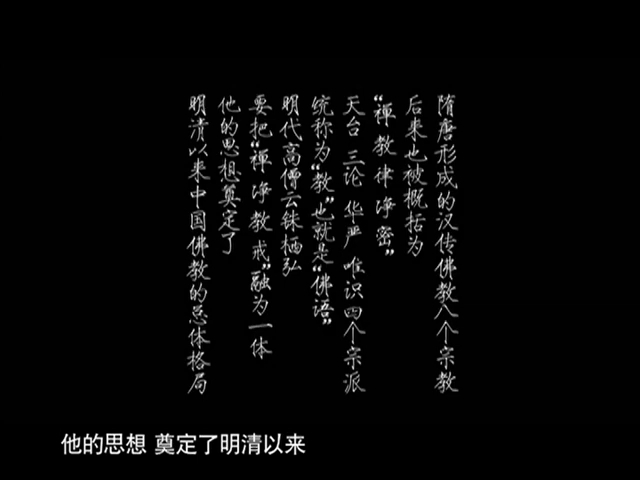 隋唐形成的汉传佛教八个宗教
后来也被概括为
“禅教律净密”
天台 三论 华严 唯识四个宗派
统称为“教”也就是“佛语”
明代高僧云铢栖弘
要把“禅净教戒”融为一体
他的思想奠定了
明清以来中国佛教的总体格局
他的思想 奠定了明清以来